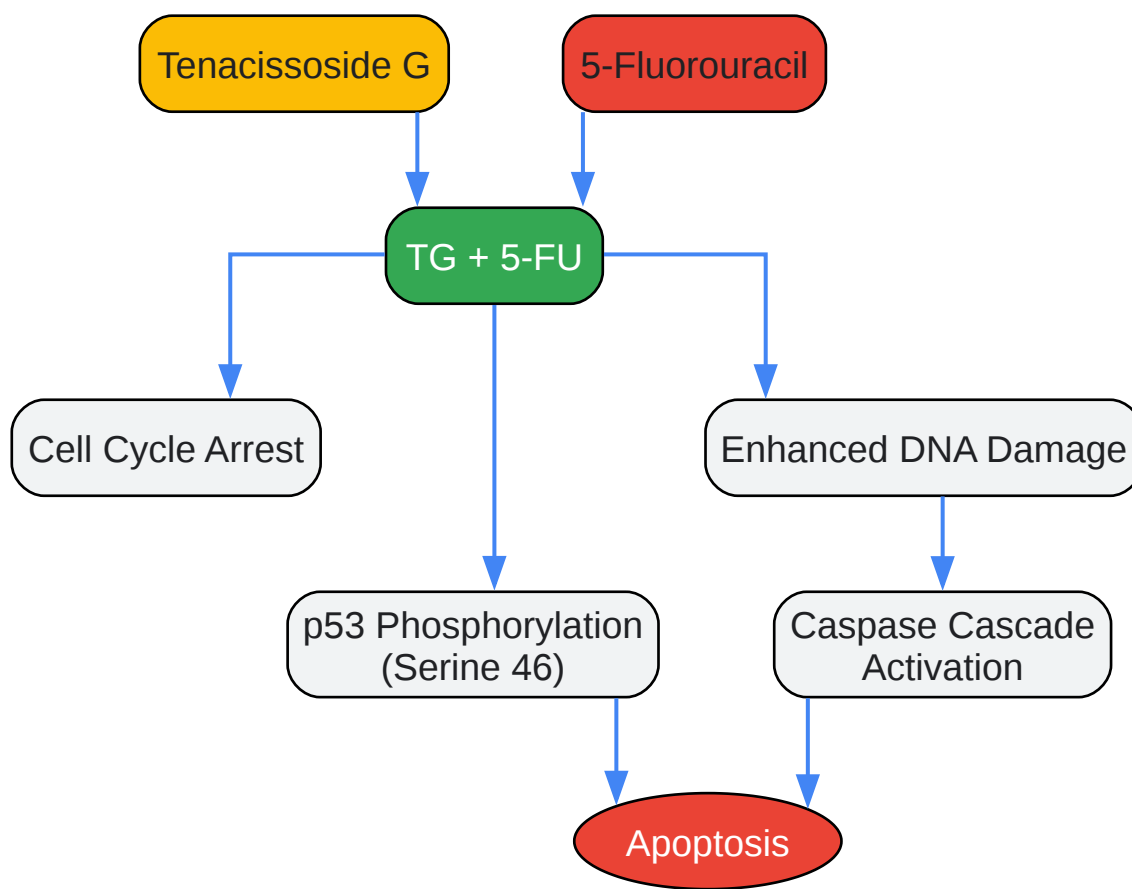 Tenacissoside G
5-Fluorouracil
TG + 5-FU
Cell Cycle Arrest
Enhanced DNA Damage
p53 Phosphorylation
(Serine 46)
Caspase Cascade
Activation
Apoptosis